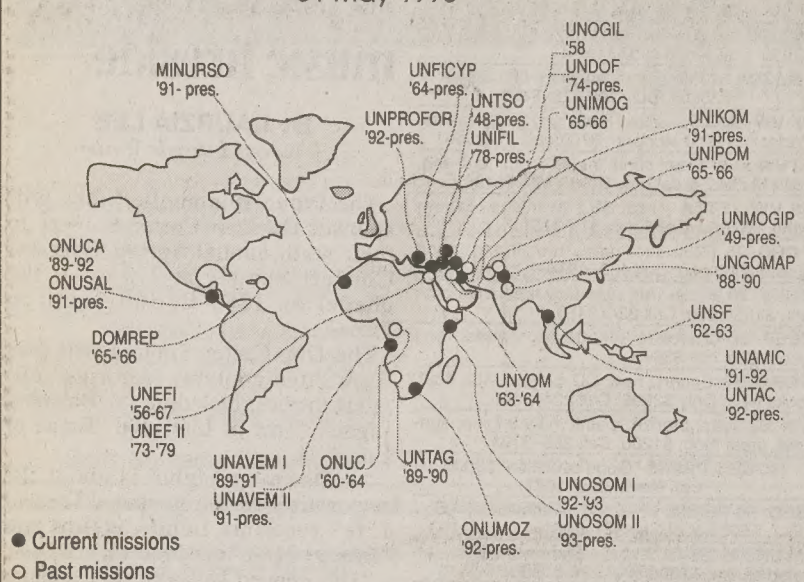 MINURSO
'91- pres.
UNPROFOR
'92-pres.
UNFICYP
'64-pres.
UNTSO
'48-pres.
UNIFIL
'78-pres.
UNOGIL
'58
UNDOF
'74-pres.
UNIMOG
'65-66
UNIKOM
'91-pres.
UNIPOM
'65-'66
UNMOGIP
'49-pres.
UNGOMAP
'88-'90
UNSF
'62-63
UNAMIC
'91-92
UNTAC
'92-pres.
ONUCA
'89-'92
ONUSAL
'91-pres.
DOMREP
'65-'66
UNEFI
'56-67
UNEF II
'73-'79
UNAVEM I
'89-'91
UNAVEM II
'91-pres.
ONUC
'60-'64
UNTAG
'89-'90
UNYOM
'63-'64
ONUMOZ
'92-pres.
UNOSOM I
'92-'93
UNOSOM II
'93-pres.
Current missions
Past missions